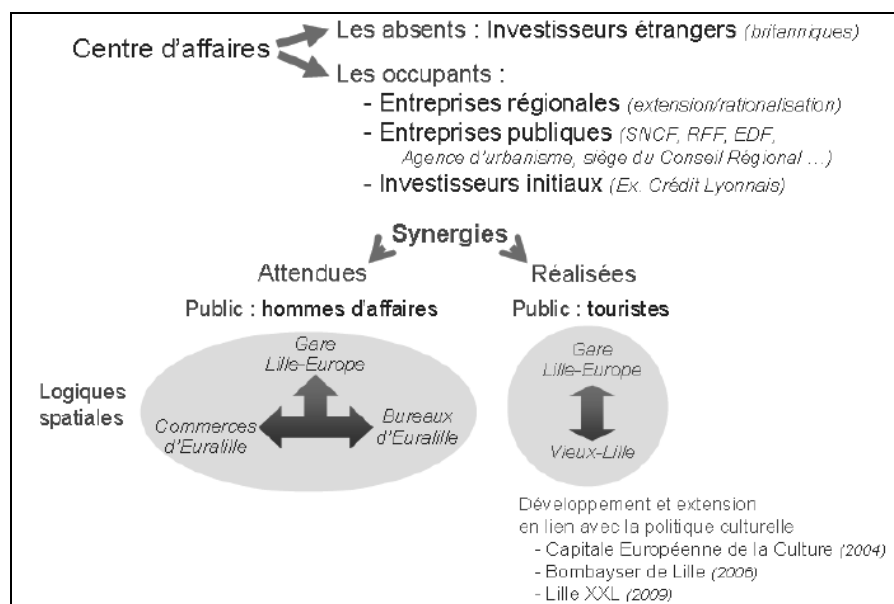 Centre d'affaires
Les absents : Investisseurs étrangers (britanniques)
Les occupants :
- Entreprises régionales (extension/rationalisation)
- Entreprises publiques (SNCF, RFF, EDF,
Agence d'urbanisme, siège du Conseil Régional ...)
- Investisseurs initiaux (Ex. Crédit Lyonnais)
Synergies
Attendues
Public : hommes d'affaires
Logiques
spatiales
Gare
Lille-Europe
Commerces
d'Euralille
Bureaux
d'Euralille
Réalisées
Public : touristes
Gare
Lille-Europe
Vieux-Lille
Développement et extension
en lien avec la politique culturelle
- Capitale Européenne de la Culture (2004)
- Bombayser de Lille (2006)
- Lille XXL (2009)